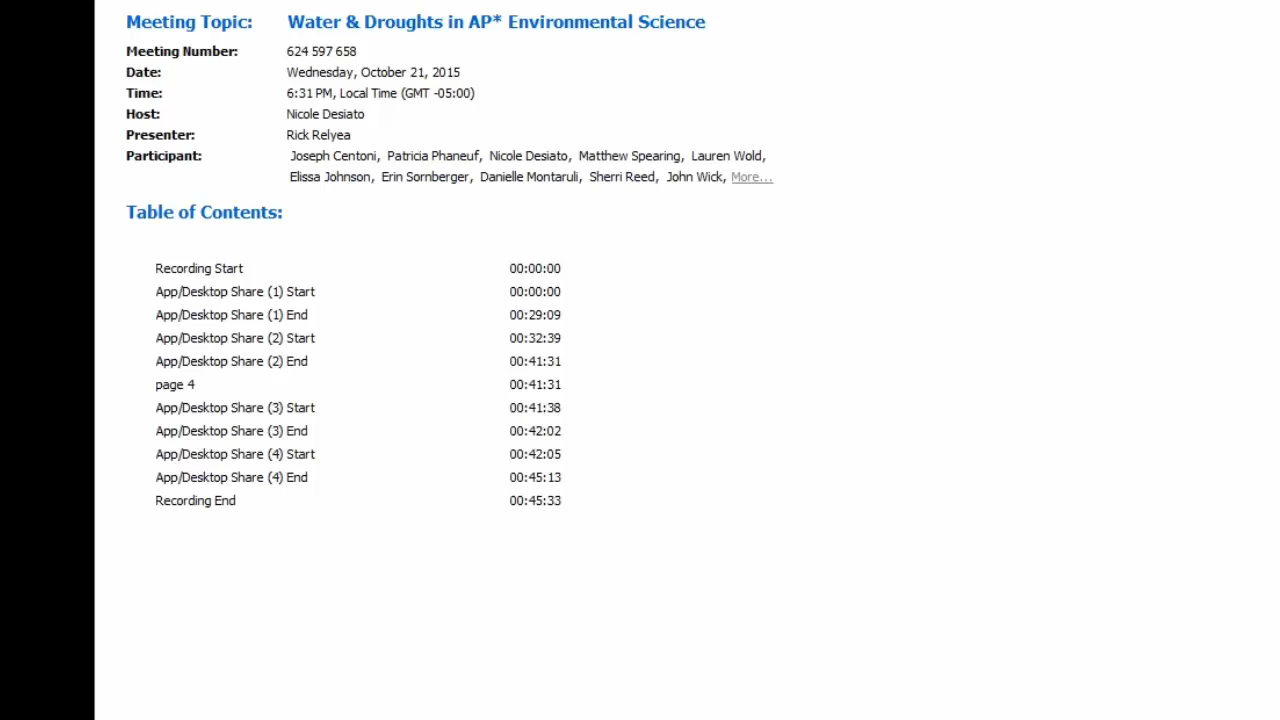 Meeting Topic: Water & Droughts in AP* Environmental Science
Meeting Number: 624 597 658
Date: Wednesday, October 21, 2015
Time: 6:31 PM, Local Time (GMT -05:00)
Host: Nicole Desiato
Presenter: Rick Relyea
Participant: Joseph Centoni, Patricia Phaneuf, Nicole Desiato, Matthew Spearing, Lauren Wold,
Elissa Johnson, Erin Sornberger, Danielle Montaruli, Sherri Reed, John Wick, More...
Table of Contents:
Recording Start 00:00:00
App/Desktop Share (1) Start 00:00:00
App/Desktop Share (1) End 00:29:09
App/Desktop Share (2) Start 00:32:39
App/Desktop Share (2) End 00:41:31
page 4 00:41:31
App/Desktop Share (3) Start 00:41:38
App/Desktop Share (3) End 00:42:02
App/Desktop Share (4) Start 00:42:05
App/Desktop Share (4) End 00:45:13
Recording End 00:45:33